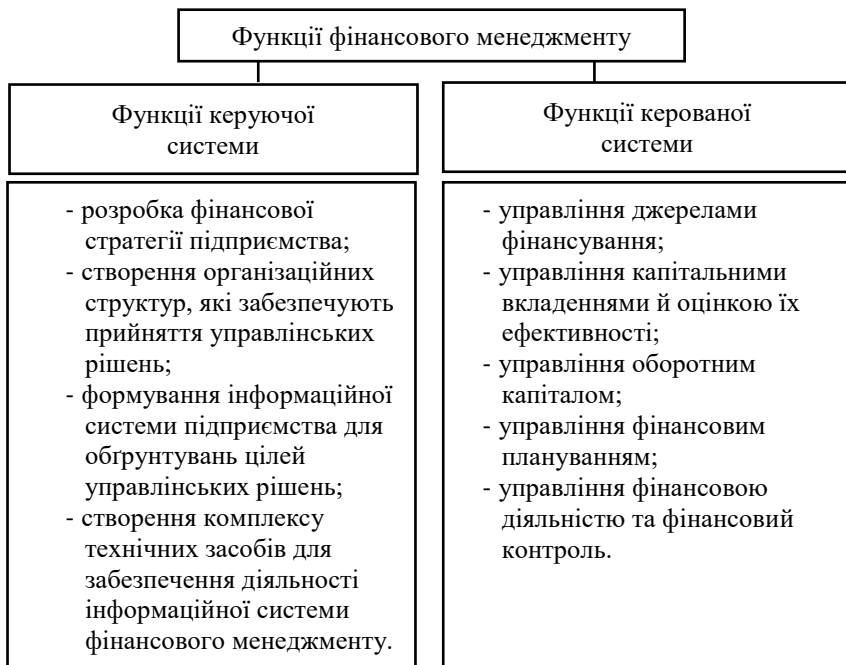 Функції фінансового менеджменту
Функції керуючої
системи
- розробка фінансової
стратегії підприємства;
- створення організаційних
структур, які забезпечують
прийняття управлінських
рішень;
- формування інформаційної
системи підприємства для
обґрунтувань цілей
управлінських рішень;
- створення комплексу
технічних засобів для
забезпечення діяльності
інформаційної системи
фінансового менеджменту.
Функції керованої
системи
- управління джерелами
фінансування;
- управління капітальними
вкладеннями й оцінкою їх
ефективності;
- управління оборотним
капіталом;
- управління фінансовим
плануванням;
- управління фінансовою
діяльністю та фінансовий
контроль.